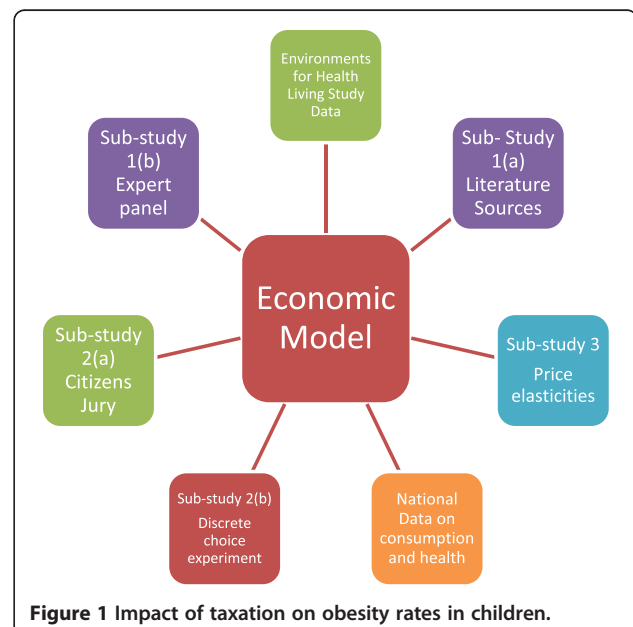 Environments
for Health
Living Study
Data
Sub-study
1(b)
Expert
panel
Sub- Study
1(a)
Literature
Sources
Economic
Model
Sub-study
2(a)
Citizens
Jury
Sub-study 3
Price
elasticities
Sub-study 2(b)
Discrete
choice
experiment
National
Data on
consumption
and health
Figure 1 Impact of taxation on obesity rates in children.